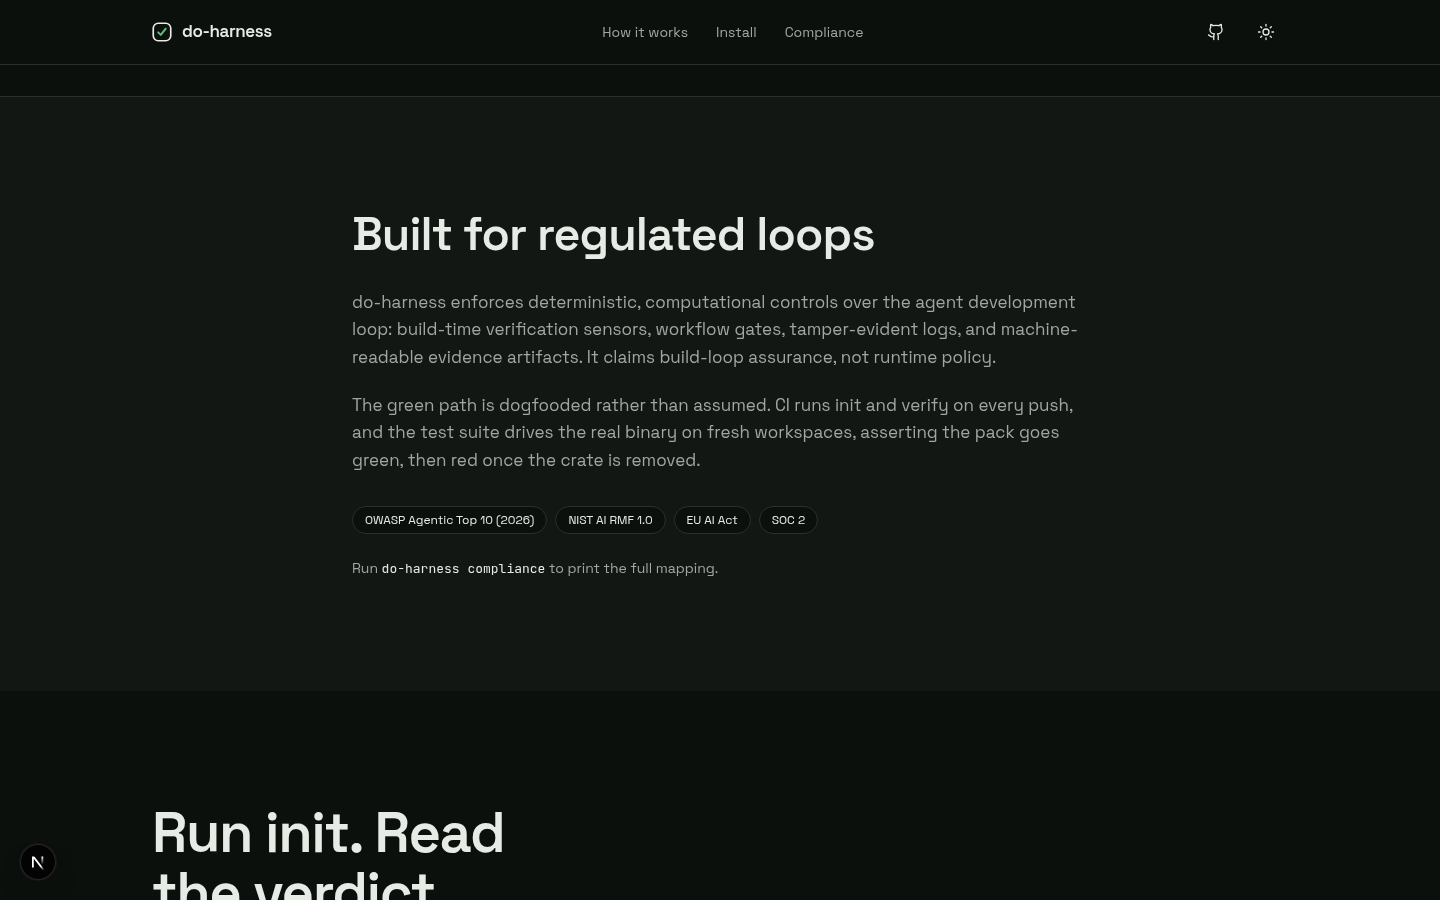 do-harness
How it works
Install
Compliance
Built for regulated loops
do-harness enforces deterministic, computational controls over the agent development
loop: build-time verification sensors, workflow gates, tamper-evident logs, and machine-
readable evidence artifacts. It claims build-loop assurance, not runtime policy.
The green path is dogfooded rather than assumed. CI runs init and verify on every push,
and the test suite drives the real binary on fresh workspaces, asserting the pack goes
green, then red once the crate is removed.
OWASP Agentic Top 10 (2026)
NIST AI RMF 1.0
EU AI Act
SOC 2
Run do-harness compliance to print the full mapping.
Run init. Read
the verdict
N